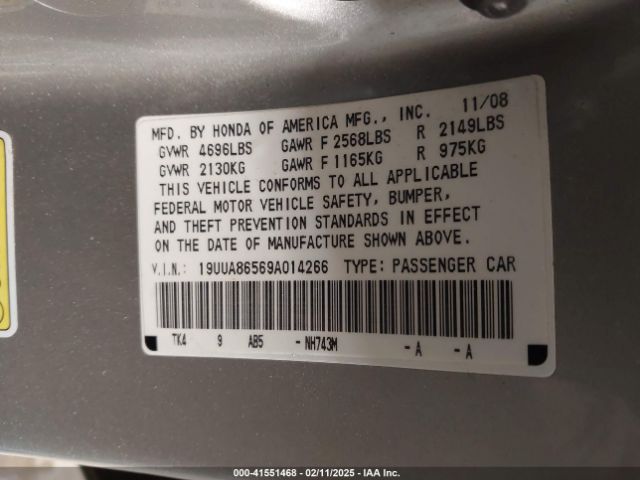 MFD. BY HONDA OF AMERICA MFG., INC. 11/08
GVWR 4696LBS GAWR F 2568LBS R 2149LBS
GVWR 2130KG GAWR F 1165KG R 975KG
THIS VEHICLE CONFORMS TO ALL APPLICABLE
FEDERAL MOTOR VEHICLE SAFETY, BUMPER,
AND THEFT PREVENTION STANDARDS IN EFFECT
ON THE DATE OF MANUFACTURE SHOWN ABOVE.
V.I.N.: 19UUA86569A014266 TYPE: PASSENGER CAR
TK4 9 AB5 -NH743M -A -A
000-41551468 - 02/11/2025 - IAAI.com